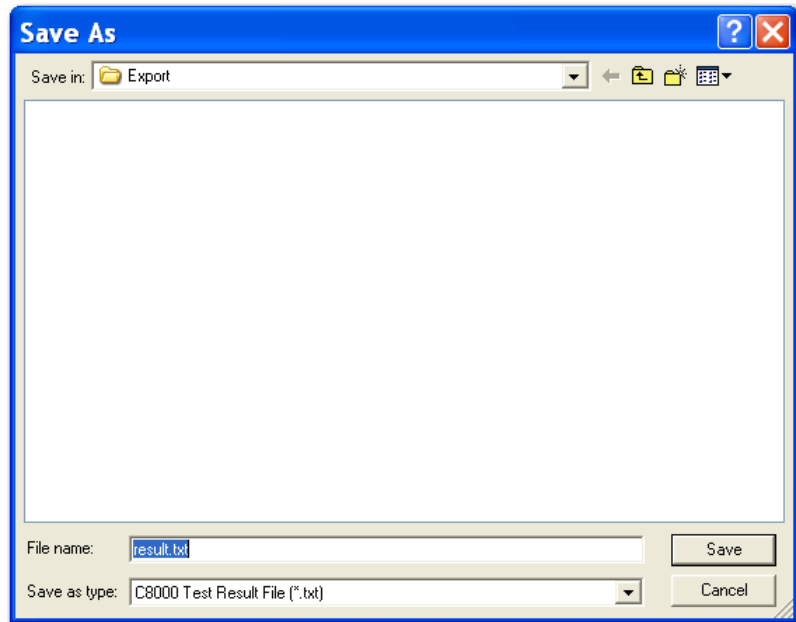 Save As
Save in: Export
File name: result.txt Save
Save as type: C8000 Test Result File (*.txt) Cancel